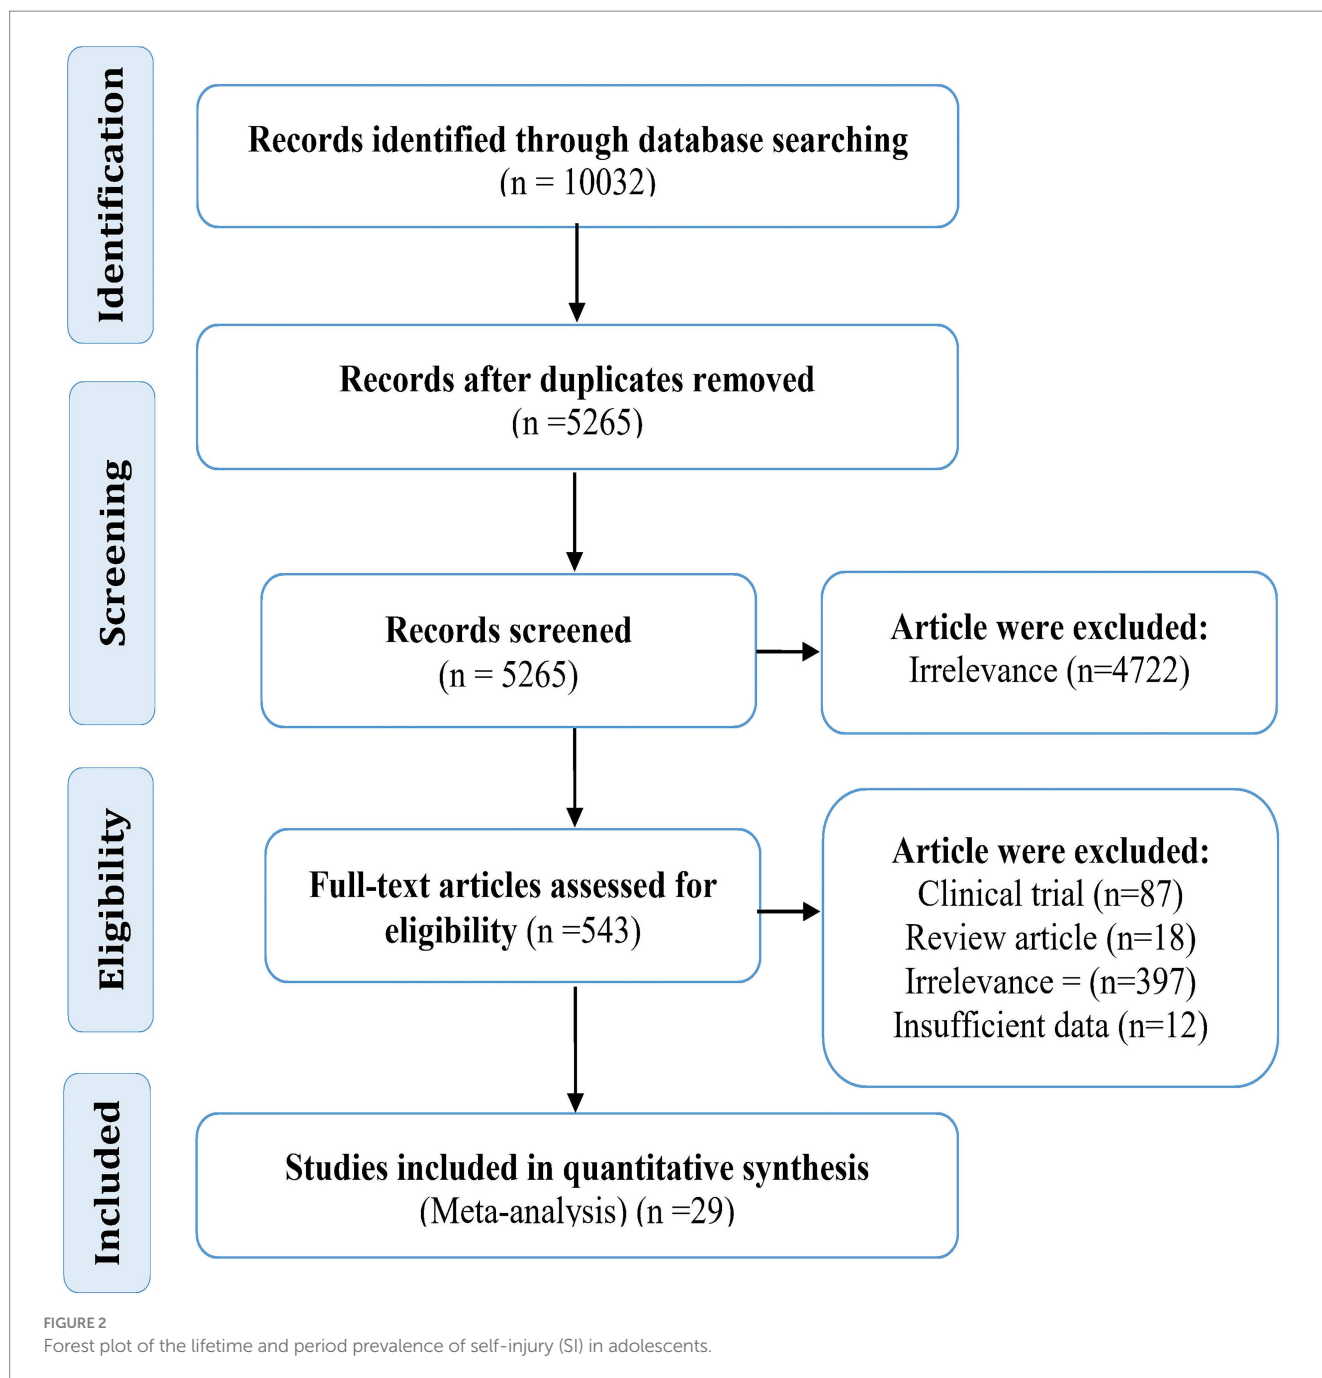 Identification
Records identified through database searching
(n = 10032)
Records after duplicates removed
(n =5265)
Screening
Records screened
(n = 5265)
Article were excluded:
Irrelevance (n=4722)
Eligibility
Full-text articles assessed for
eligibility (n =543)
Article were excluded:
Clinical trial (n=87)
Review article (n=18)
Irrelevance = (n=397)
Insufficient data (n=12)
Included
Studies included in quantitative synthesis
(Meta-analysis) (n =29)
FIGURE 2
Forest plot of the lifetime and period prevalence of self-injury (SI) in adolescents.